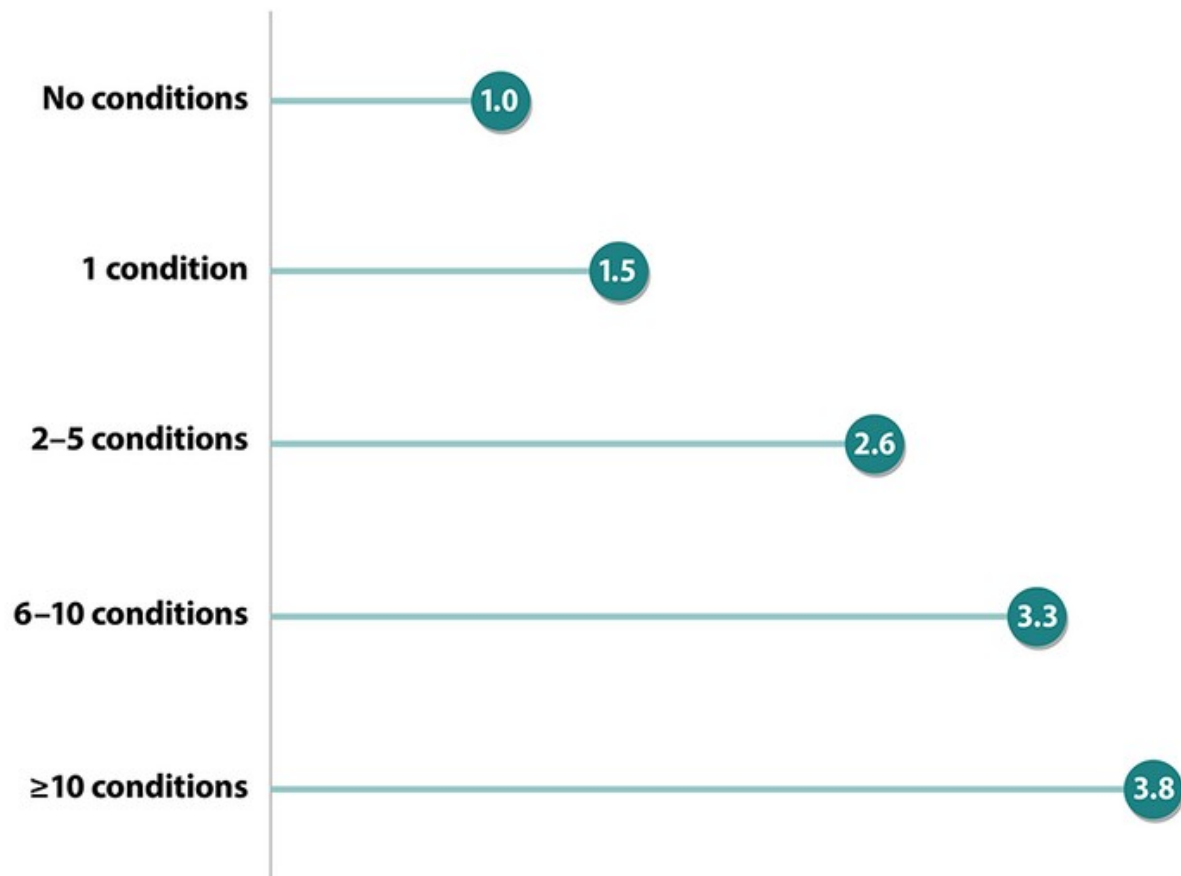 No conditions 1.0
1 condition 1.5
2–5 conditions 2.6
6–10 conditions 3.3
≥10 conditions 3.8